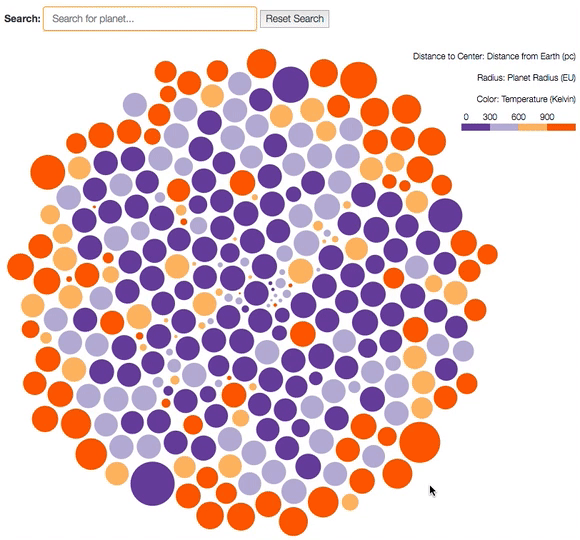 Search: Search for planet... Reset Search
Distance to Center: Distance from Earth (pc)
Radius: Planet Radius (EU)
Color: Temperature (Kelvin)
0 300 600 900